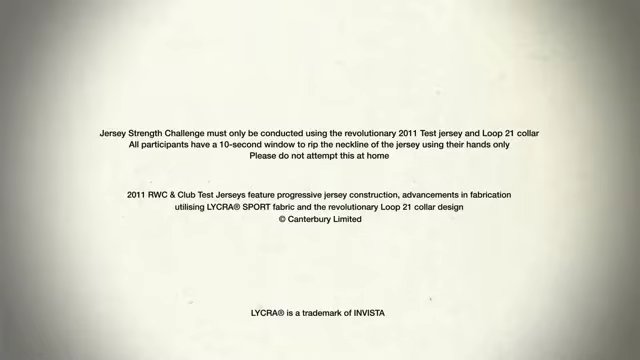 Jersey Strength Challenge must only be conducted using the revolutionary 2011 Test jersey and Loop 21 collar
All participants have a 10-second window to rip the neckline of the jersey using their hands only
Please do not attempt this at home
2011 RWC & Club Test Jerseys feature progressive jersey construction, advancements in fabrication
utilising LYCRA® SPORT fabric and the revolutionary Loop 21 collar design
© Canterbury Limited
LYCRA® is a trademark of INVISTA